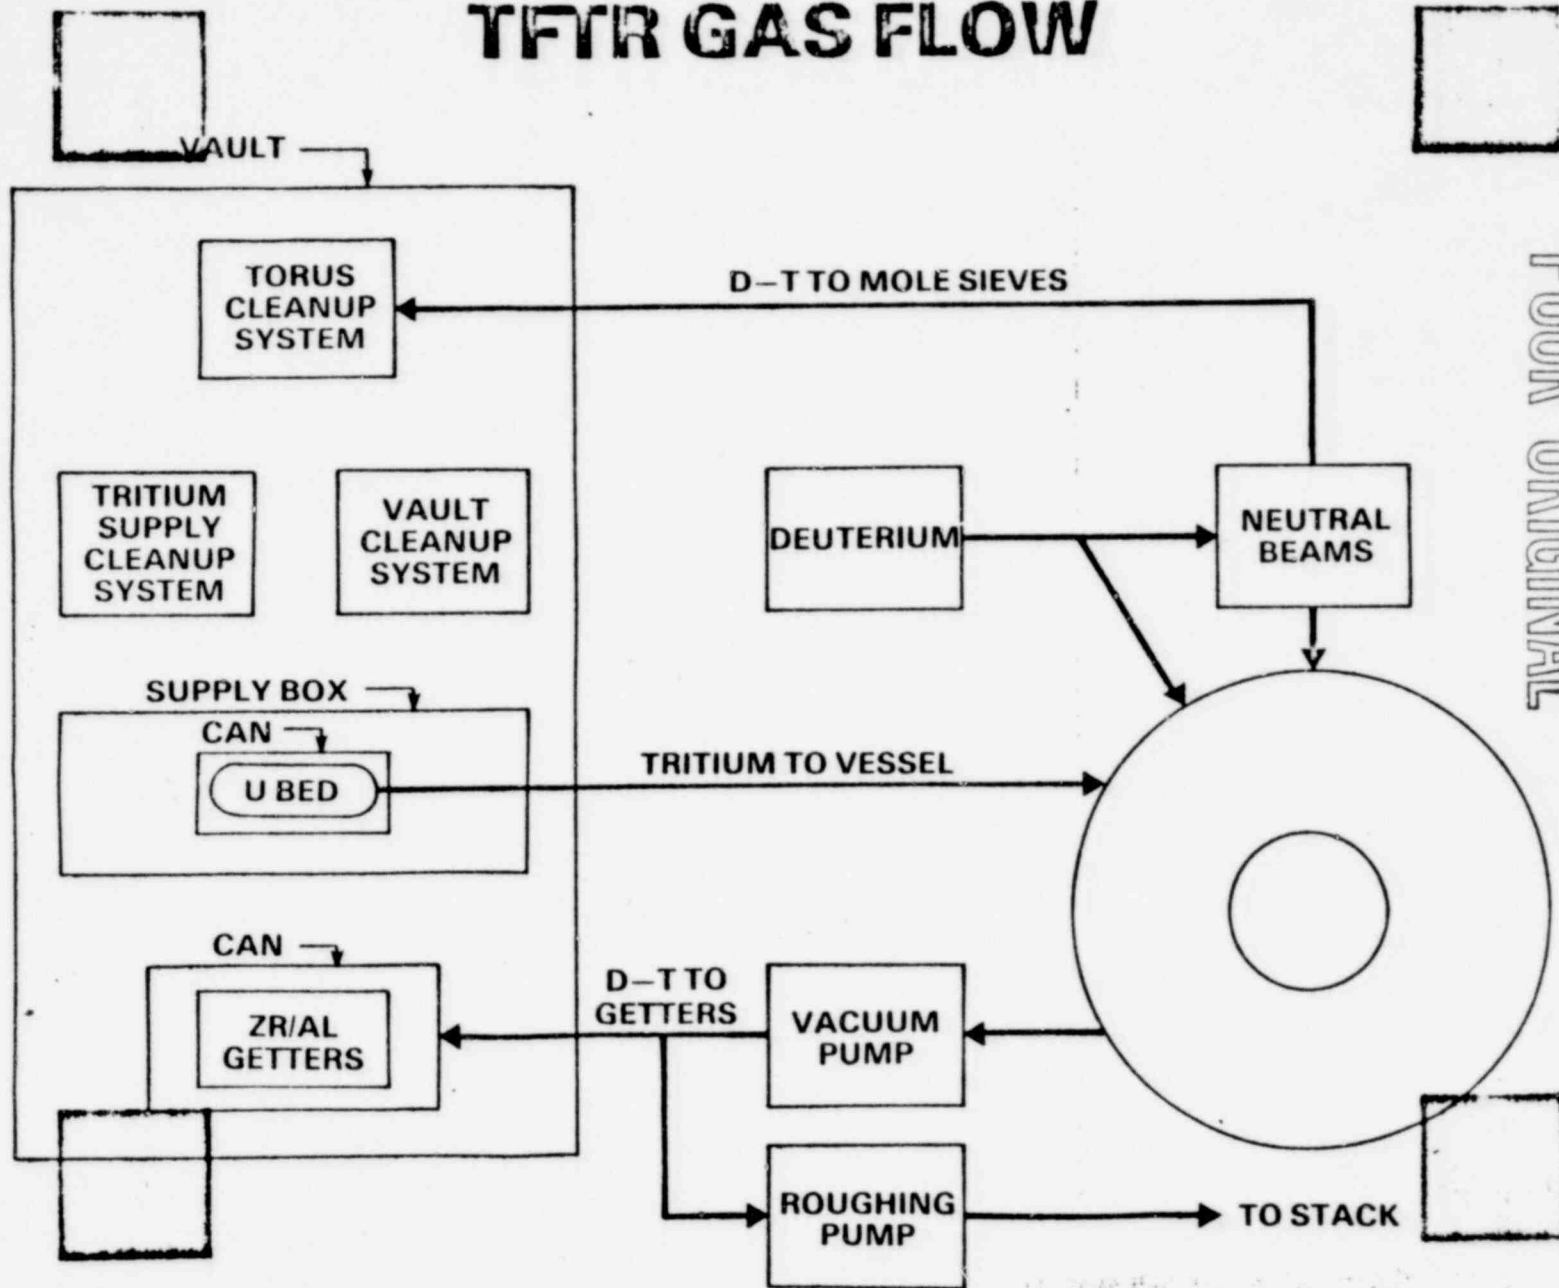 TFTR GAS FLOW
VAULT
TORUS
CLEANUP
SYSTEM
D–T TO MOLE SIEVES
TRITIUM
SUPPLY
CLEANUP
SYSTEM
VAULT
CLEANUP
SYSTEM
DEUTERIUM
NEUTRAL
BEAMS
SUPPLY BOX
CAN
U BED
TRITIUM TO VESSEL
CAN
ZR/AL
GETTERS
D–T TO
GETTERS
VACUUM
PUMP
ROUGHING
PUMP
TO STACK
POOR ORIGINAL